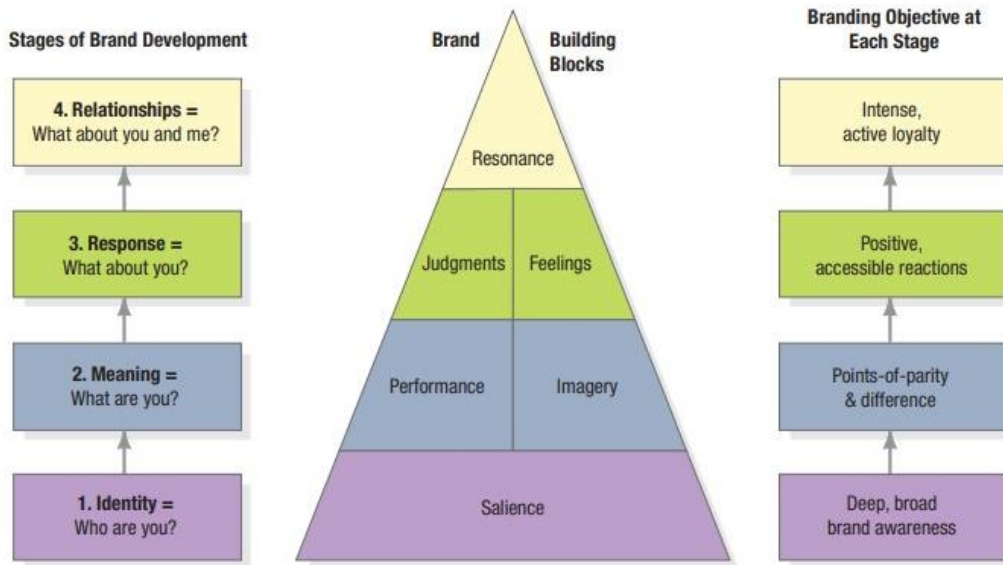 Stages of Brand Development
4. Relationships =
What about you and me?
3. Response =
What about you?
2. Meaning =
What are you?
1. Identity =
Who are you?
Brand
Building
Blocks
Resonance
Judgments
Feelings
Performance
Imagery
Salience
Branding Objective at
Each Stage
Intense,
active loyalty
Positive,
accessible reactions
Points-of-parity
& difference
Deep, broad
brand awareness